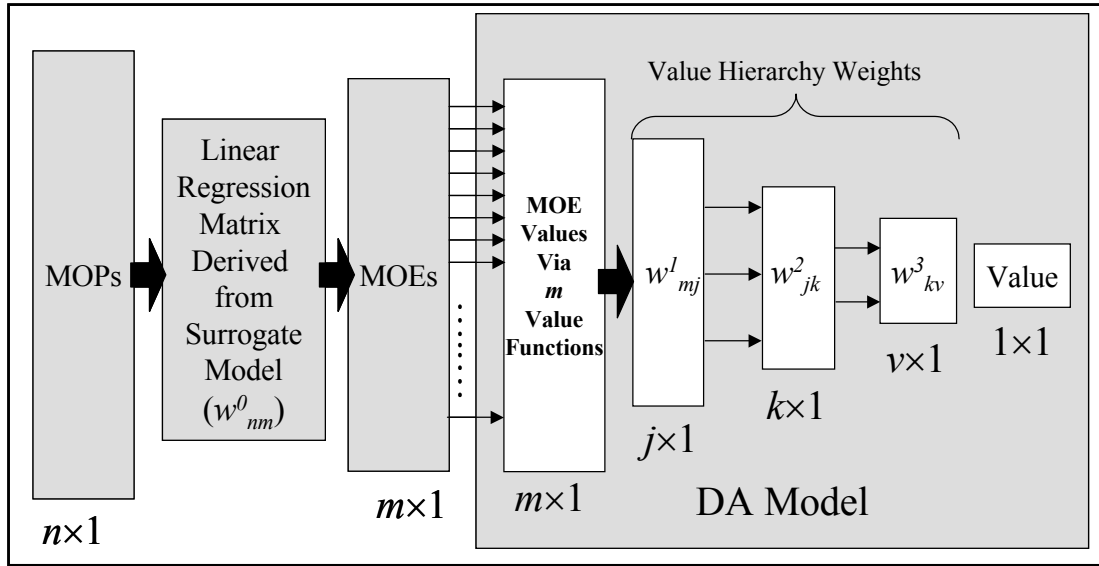 MOPs
n×1
Linear
Regression
Matrix
Derived
from
Surrogate
Model
(w⁰nm)
MOEs
m×1
MOE
Values
Via
m
Value
Functions
m×1
Value Hierarchy Weights
w¹mj
j×1
w²jk
k×1
w³kv
v×1
Value
1×1
DA Model